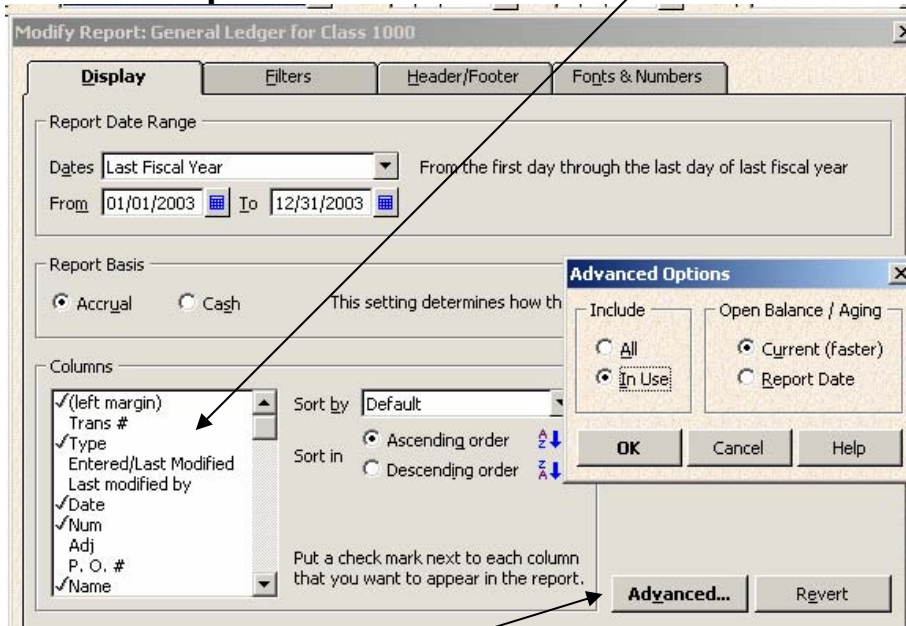 Modify Report: General Ledger for Class 1000
Display
Filters
Header/Footer
Fonts & Numbers
Report Date Range
Dates Last Fiscal Year From the first day through the last day of last fiscal year
From 01/01/2003 To 12/31/2003
Report Basis
Accrual Cash This setting determines how th
Columns
√(left margin)
Trans #
√Type
Entered/Last Modified
Last modified by
√Date
√Num
Adj
P. O. #
√Name
Sort by Default
Sort in
Ascending order
Descending order
Put a check mark next to each column
that you want to appear in the report.
Advanced... Revert
Advanced Options
Include
All
In Use
Open Balance / Aging
Current (faster)
Report Date
OK Cancel Help